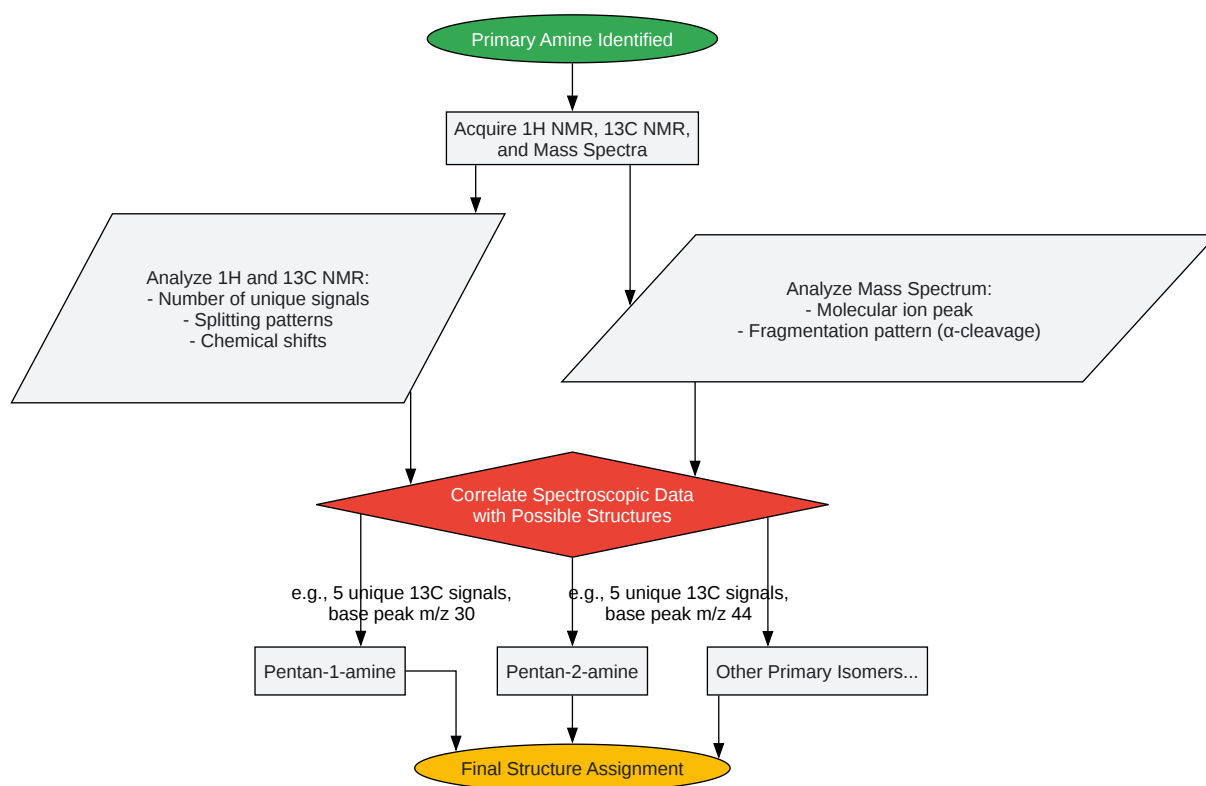 Primary Amine Identified
Acquire 1H NMR, 13C NMR,
and Mass Spectra
Analyze 1H and 13C NMR:
- Number of unique signals
- Splitting patterns
- Chemical shifts
Analyze Mass Spectrum:
- Molecular ion peak
- Fragmentation pattern (α-cleavage)
Correlate Spectroscopic Data
with Possible Structures
e.g., 5 unique 13C signals,
base peak m/z 30
e.g., 5 unique 13C signals,
base peak m/z 44
Pentan-1-amine
Pentan-2-amine
Other Primary Isomers...
Final Structure Assignment